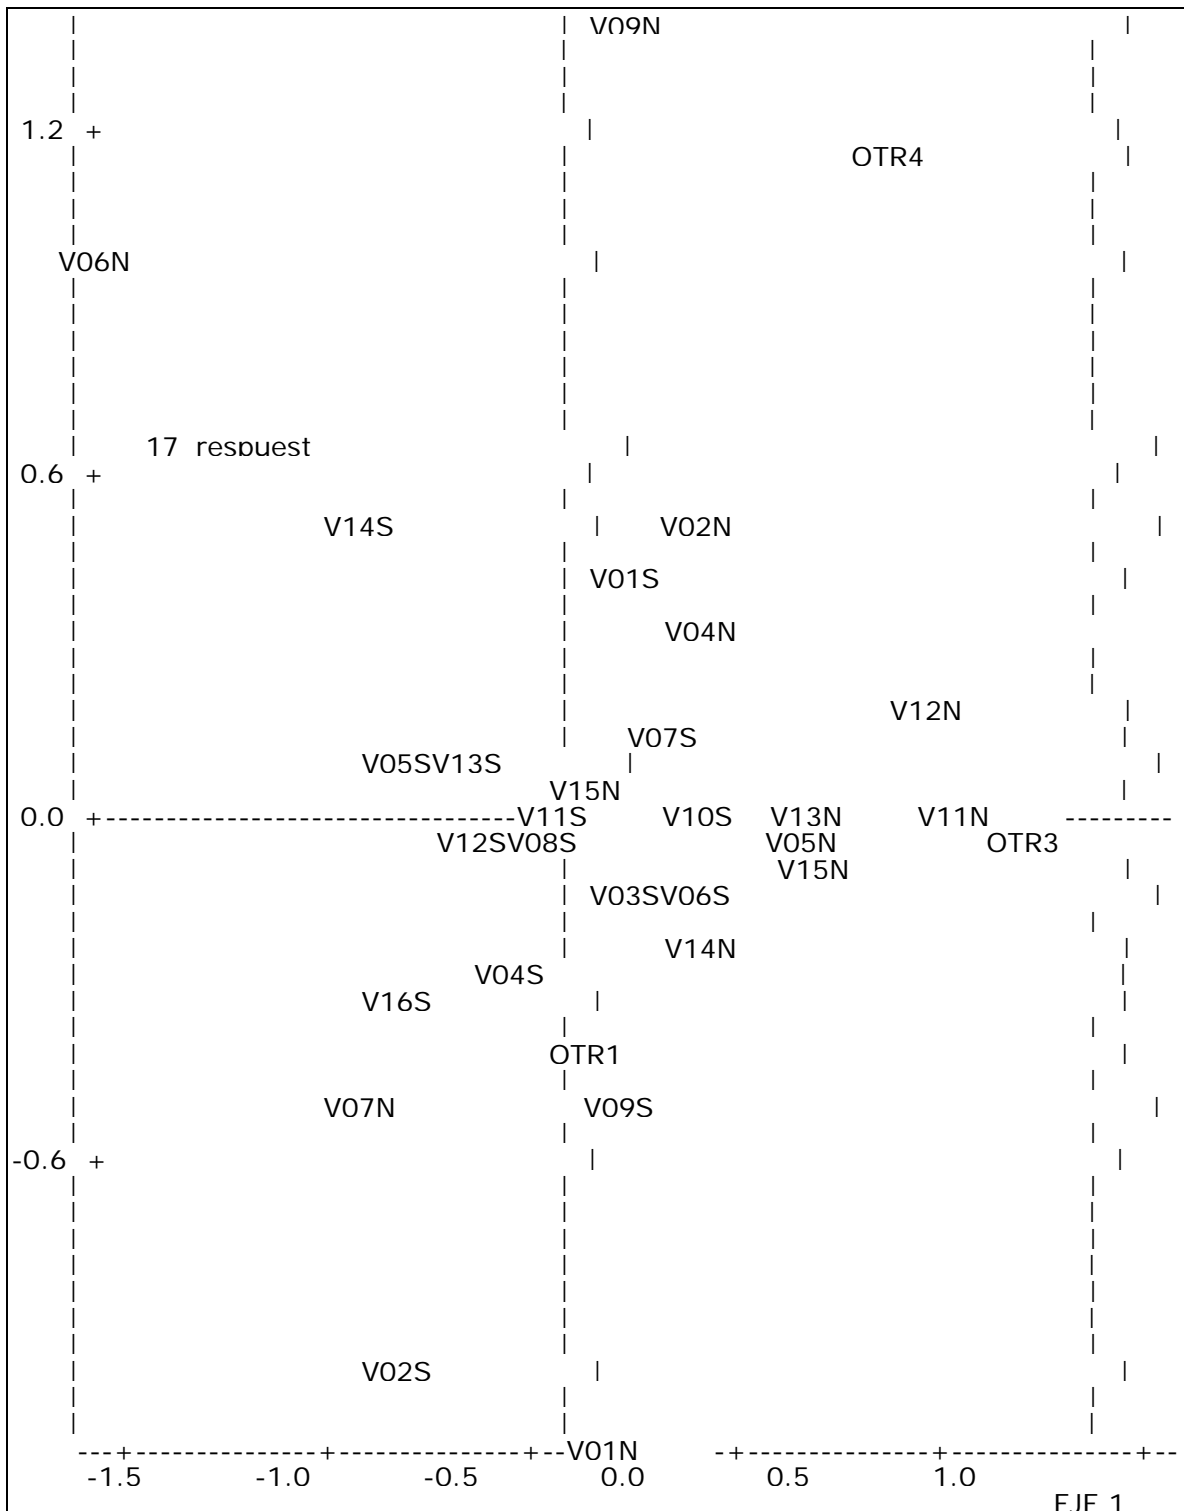 | | V09N |
| | |
| | |
| | |
1.2 + | |
| | OTR4 |
| | |
| | |
| | |
V06N | |
| | |
| | |
| | |
| | |
| | |
| | |
| 17 respuest | |
0.6 + | |
| | |
| V14S | V02N |
| | |
| | V01S |
| | |
| | V04N
| | |
| | |
| | V12N |
| | V07S |
| V05SV13S | |
| V15N |
0.0 +-----------------------------V11S V10S V13N V11N ---------
| V12SV08S V05N OTR3
| | V15N |
| | V03SV06S |
| | |
| | V14N |
| V04S |
| V16S | |
| | |
| OTR1 |
| | |
| V07N V09S |
| | |
-0.6 + | |
| | |
| | |
| | |
| | |
| | |
| | |
| | |
| V02S | |
| | |
| | |
---+--------------+--------------+--V01N -+--------------+--------------+--
-1.5 -1.0 -0.5 0.0 0.5 1.0
EJE 1